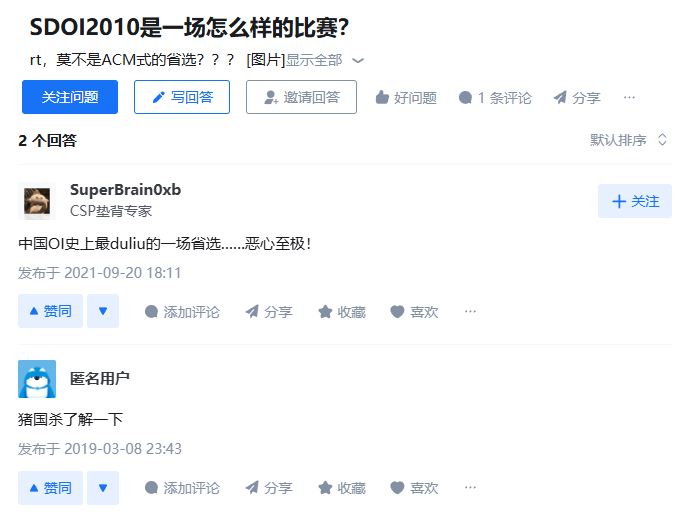 SDOI2010是一场怎么样的比赛？
rt，莫不是ACM式的省选？？？ [图片]显示全部
关注问题 写回答 邀请回答 好问题 1 条评论 分享 ···
2 个回答 默认排序
SuperBrain0xb
CSP垫背专家
+ 关注
中国OI史上最duliu的一场省选……恶心至极！
发布于 2021-09-20 18:11
赞同 添加评论 分享 收藏 喜欢 ···
匿名用户
猪国杀了解一下
发布于 2019-03-08 23:43
赞同 添加评论 分享 收藏 喜欢 ···